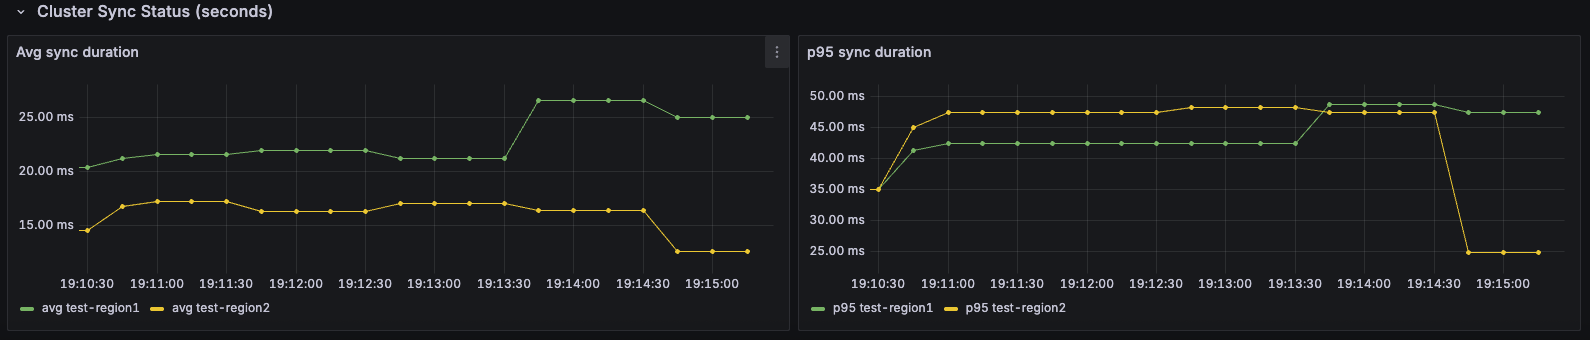 Cluster Sync Status (seconds)
Avg sync duration
25.00 ms
20.00 ms
15.00 ms
19:10:30 19:11:00 19:11:30 19:12:00 19:12:30 19:13:00 19:13:30 19:14:00 19:14:30 19:15:00
avg test-region1 avg test-region2
p95 sync duration
50.00 ms
45.00 ms
40.00 ms
35.00 ms
30.00 ms
25.00 ms
19:10:30 19:11:00 19:11:30 19:12:00 19:12:30 19:13:00 19:13:30 19:14:00 19:14:30 19:15:00
p95 test-region1 p95 test-region2